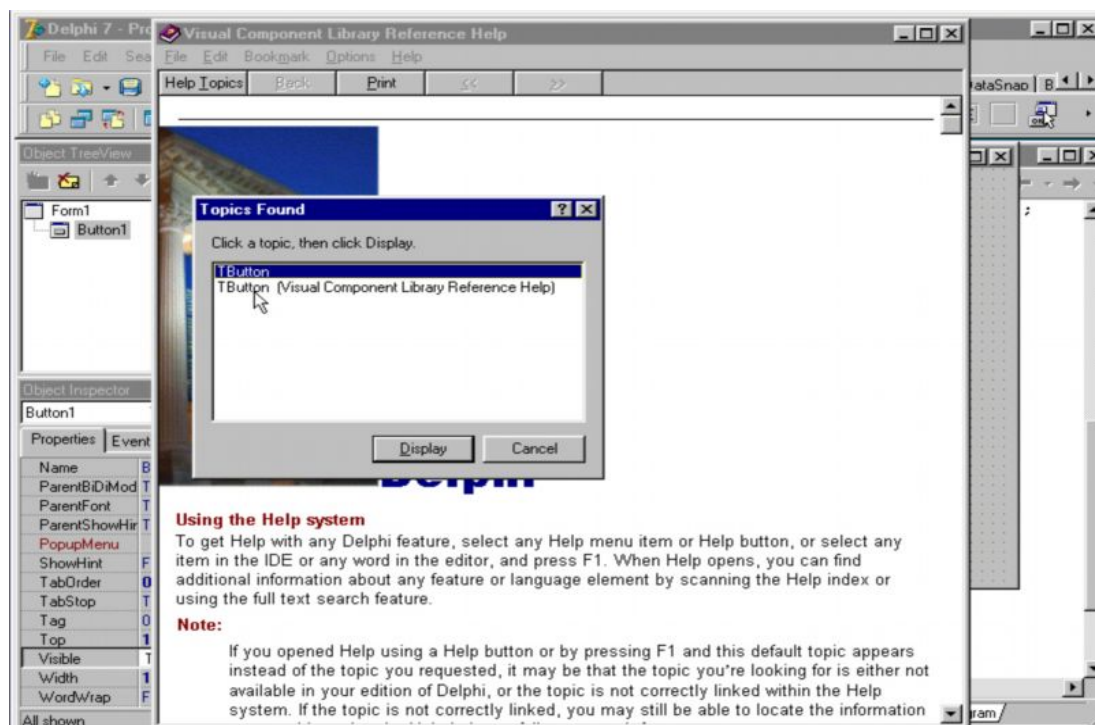 Delphi 7 - Pro
File Edit Sea
Visual Component Library Reference Help
File Edit Bookmark Options Help
Help Topics Back Print << >>
DataSnap B
Object TreeView
Form1
Button1
Topics Found
Click a topic, then click Display.
TButton
TButton (Visual Component Library Reference Help)
Display Cancel
Delphi
Object Inspector
Button1
Properties Event
Name B
ParentBiDiMod T
ParentFont T
ParentShowHir T
PopupMenu
ShowHint F
TabOrder 0
TabStop T
Tag 0
Top 1
Visible T
Width 1
WordWrap F
All shown
Using the Help system
To get Help with any Delphi feature, select any Help menu item or Help button, or select any
item in the IDE or any word in the editor, and press F1. When Help opens, you can find
additional information about any feature or language element by scanning the Help index or
using the full text search feature.
Note:
If you opened Help using a Help button or by pressing F1 and this default topic appears
instead of the topic you requested, it may be that the topic you're looking for is either not
available in your edition of Delphi, or the topic is not correctly linked within the Help
system. If the topic is not correctly linked, you may still be able to locate the information
;
gram